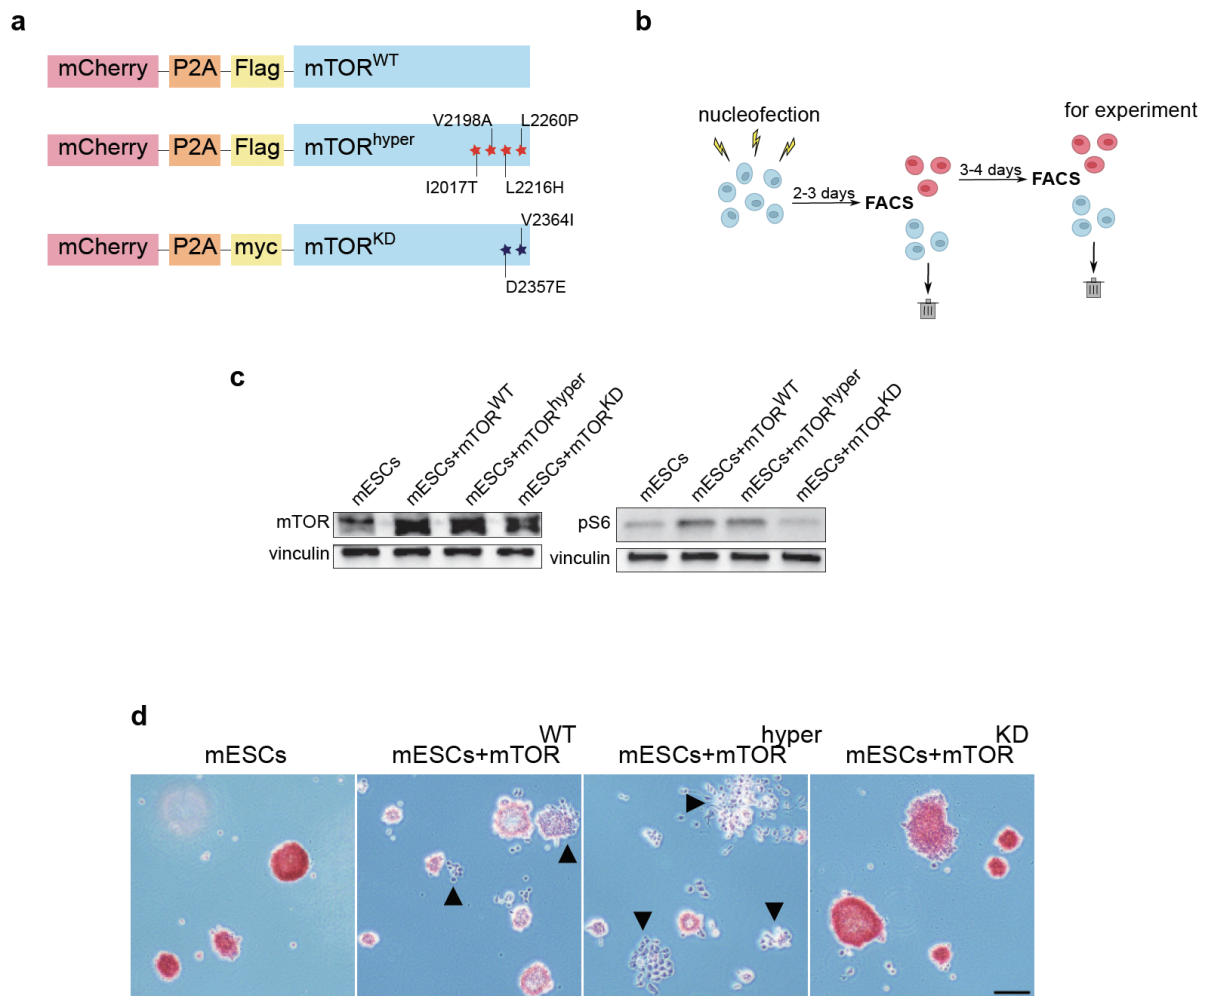 a
mCherry P2A Flag mTOR^WT
V2198A L2260P
mCherry P2A Flag mTOR^hyper
I2017T L2216H
V2364I
mCherry P2A myc mTOR^KD
D2357E
b
nucleofection
for experiment
2-3 days
FACS
3-4 days
FACS
c
mESCs
mESCs+mTOR^WT
mESCs+mTOR^hyper
mESCs+mTOR^KD
mTOR
vinculin
mESCs
mESCs+mTOR^WT
mESCs+mTOR^hyper
mESCs+mTOR^KD
pS6
vinculin
d
mESCs
mESCs+mTOR^WT
mESCs+mTOR^hyper
mESCs+mTOR^KD